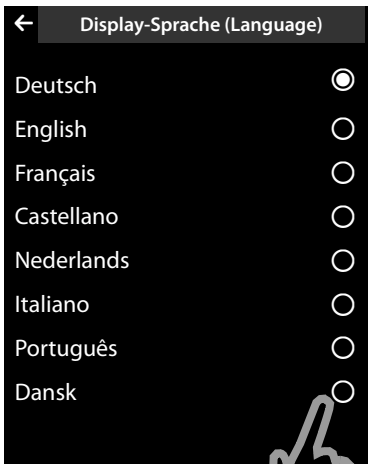 Display-Sprache (Language)
Deutsch
English
Français
Castellano
Nederlands
Italiano
Português
Dansk